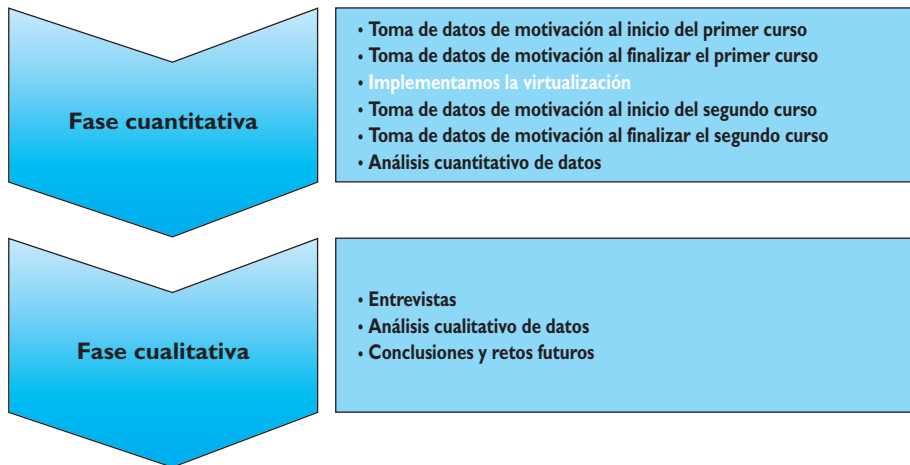 Fase cuantitativa
• Toma de datos de motivación al inicio del primer curso
• Toma de datos de motivación al finalizar el primer curso
• Implementamos la virtualización
• Toma de datos de motivación al inicio del segundo curso
• Toma de datos de motivación al finalizar el segundo curso
• Análisis cuantitativo de datos
Fase cualitativa
• Entrevistas
• Análisis cualitativo de datos
• Conclusiones y retos futuros